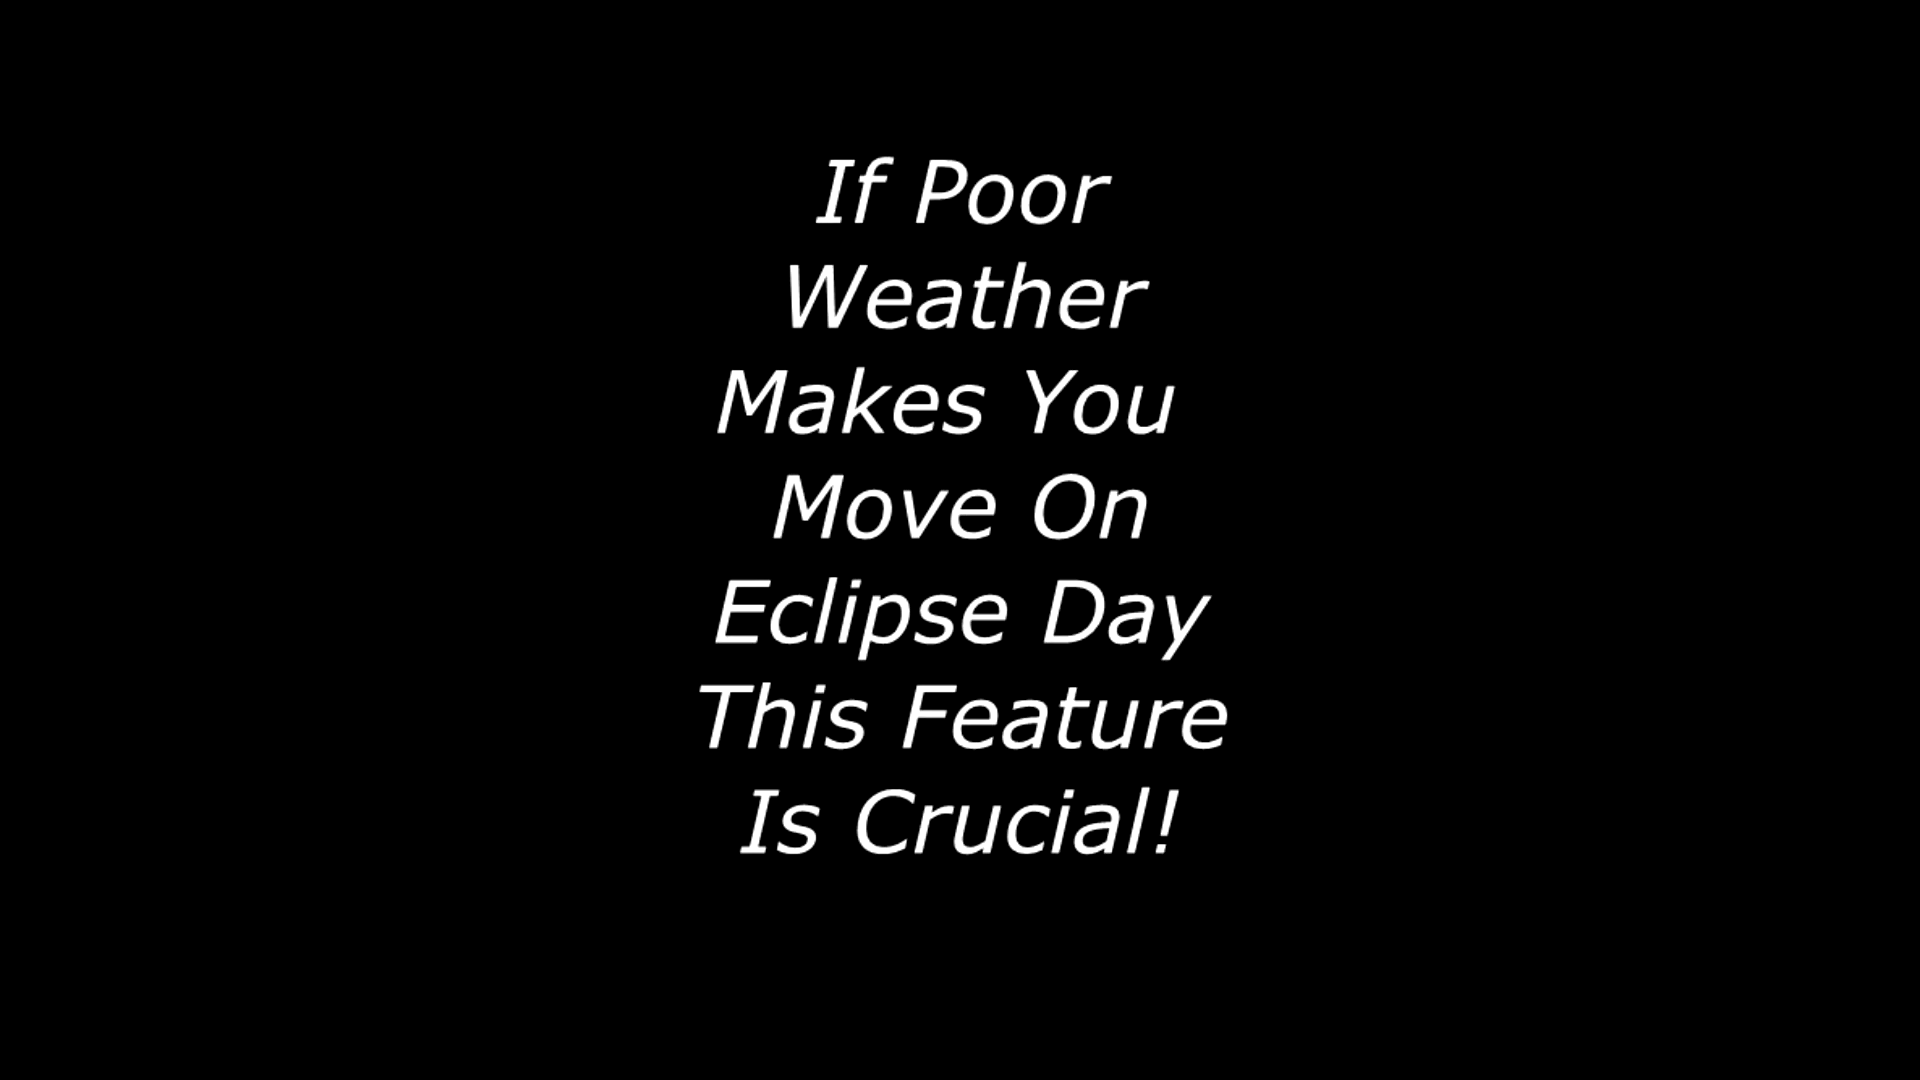 If Poor
Weather
Makes You
Move On
Eclipse Day
This Feature
Is Crucial!